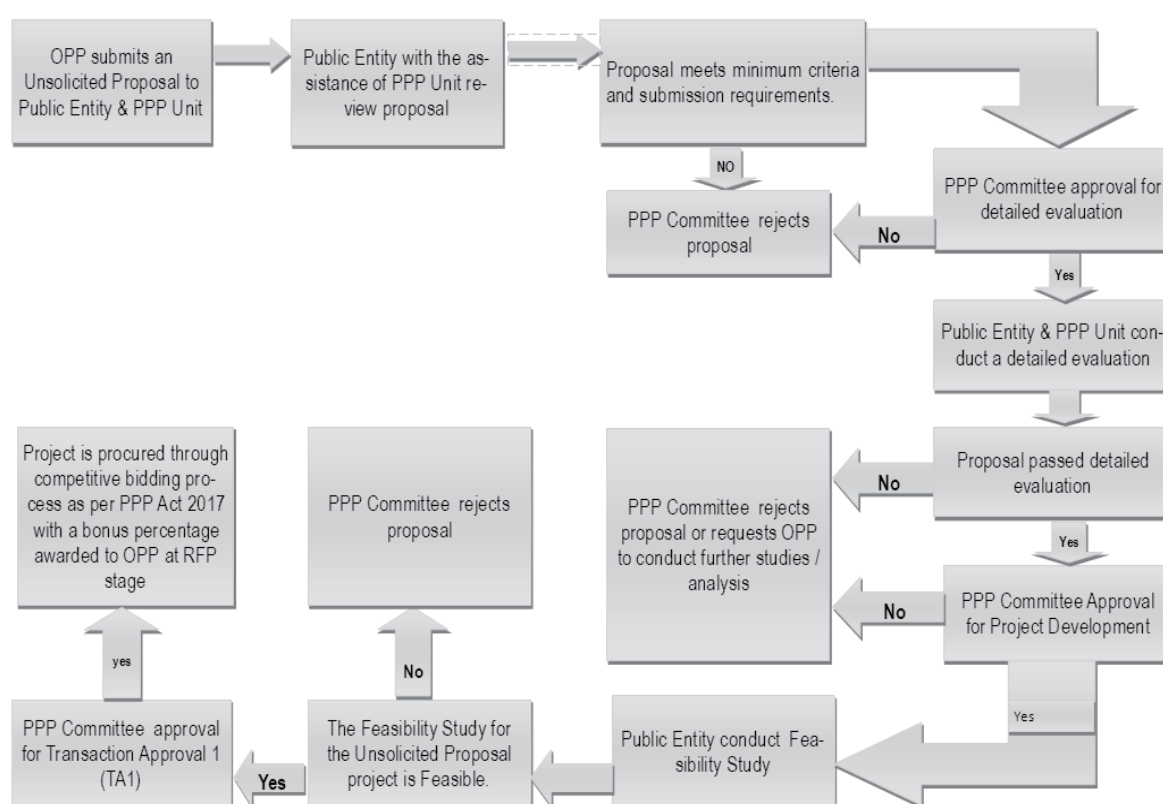 OPP submits an
Unsolicited Proposal to
Public Entity & PPP Unit
Public Entity with the as-
sistance of PPP Unit re-
view proposal
Proposal meets minimum criteria
and submission requirements.
NO
PPP Committee rejects
proposal
No
PPP Committee approval for
detailed evaluation
Yes
Public Entity & PPP Unit con-
duct a detailed evaluation
Proposal passed detailed
evaluation
No
PPP Committee rejects
proposal or requests OPP
to conduct further studies /
analysis
Yes
PPP Committee Approval
for Project Development
No
Yes
Public Entity conduct Fea-
sibility Study
The Feasibility Study for
the Unsolicited Proposal
project is Feasible.
No
PPP Committee rejects
proposal
Yes
PPP Committee approval
for Transaction Approval 1
(TA1)
yes
Project is procured through
competitive bidding pro-
cess as per PPP Act 2017
with a bonus percentage
awarded to OPP at RFP
stage